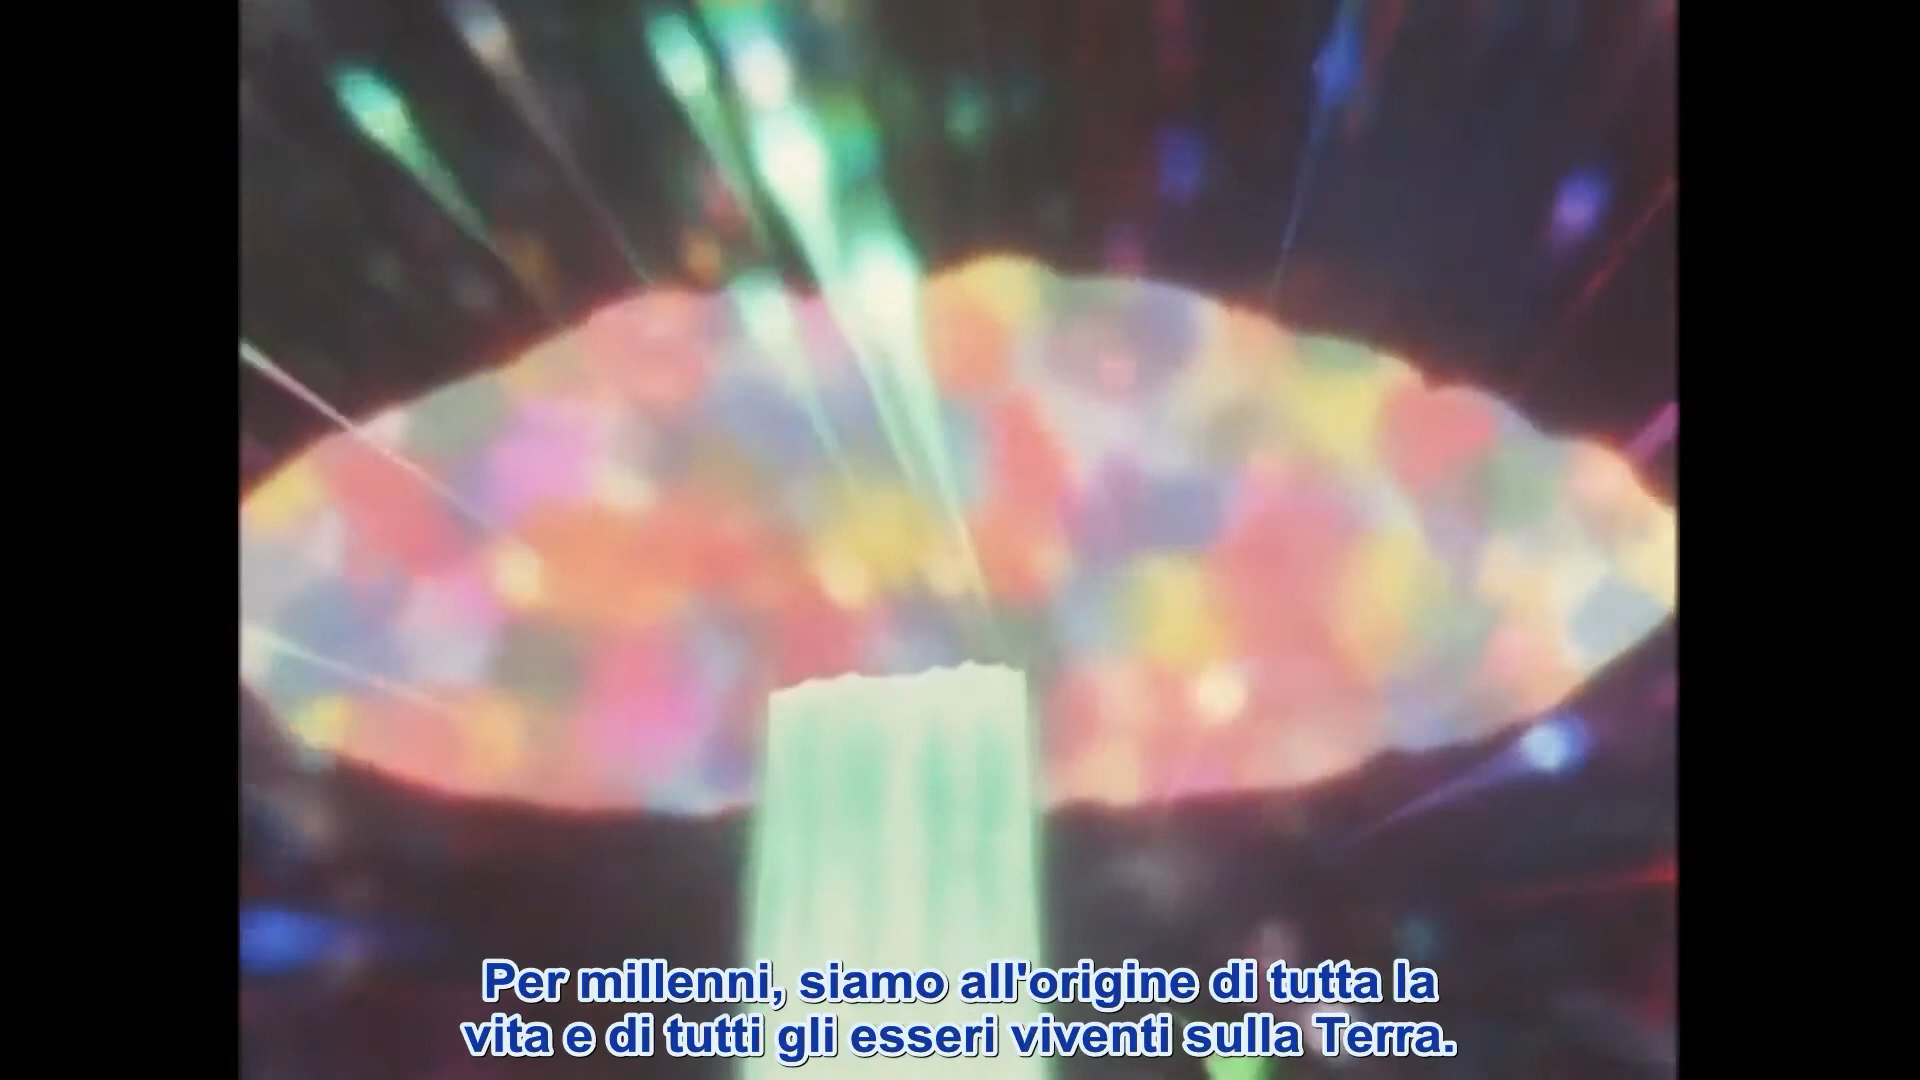 Per millenni, siamo all'origine di tutta la
vita e di tutti gli esseri viventi sulla Terra.